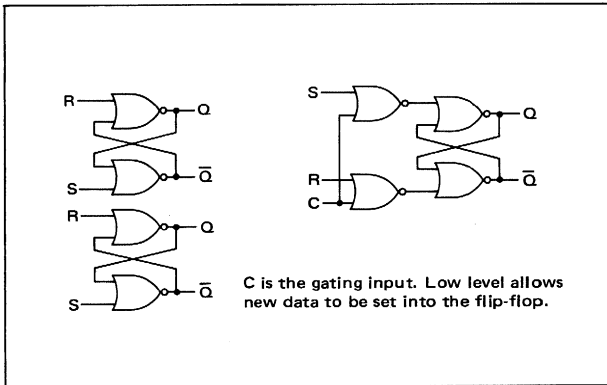 R Q
S Q̅
R Q
S Q̅
S Q
R
C Q̅
C is the gating input. Low level allows
new data to be set into the flip-flop.